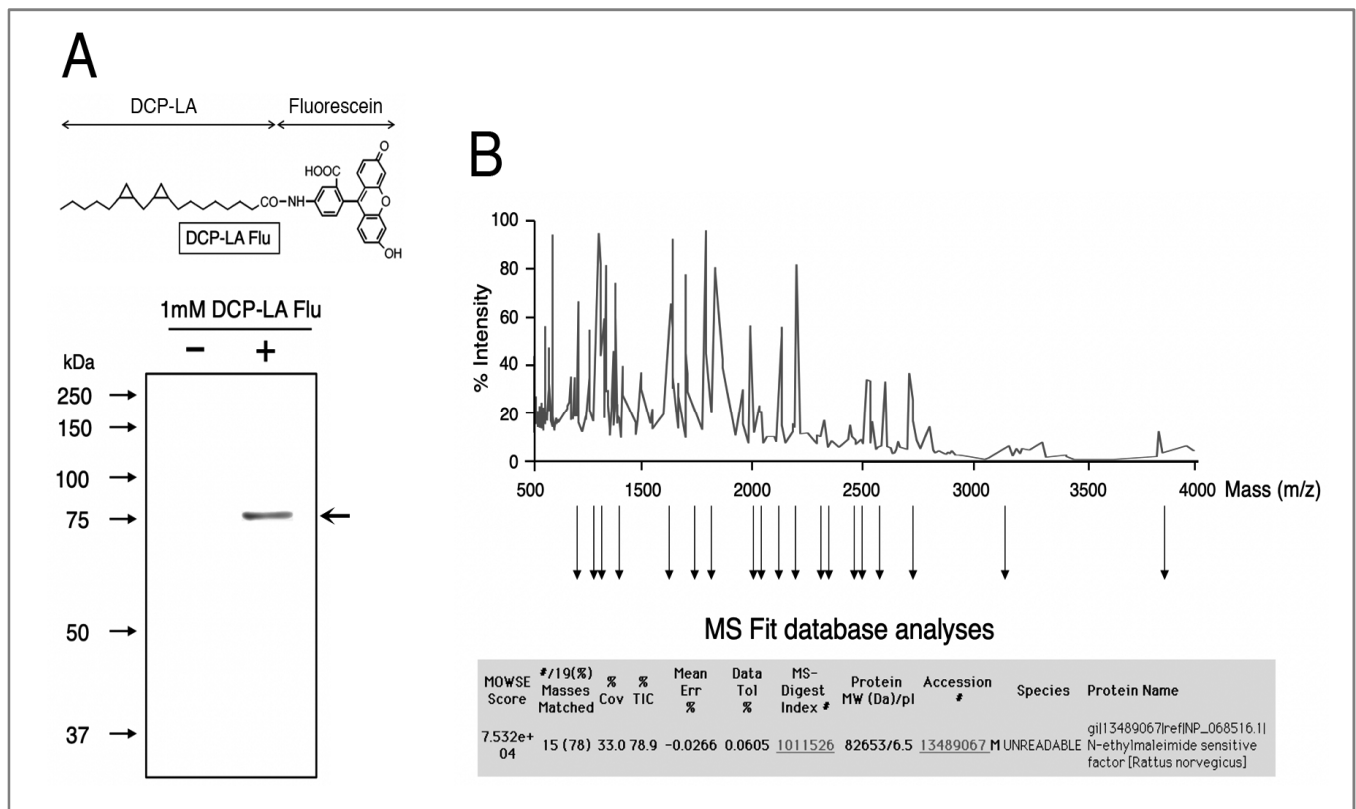 A
DCP-LA Fluorescein
HOOC
O
CO-NH
O
OH
DCP-LA Flu
1mM DCP-LA Flu
− +
kDa
250
150
100
75
50
37
B
% Intensity
100
80
60
40
20
0
500 1500 2000 2500 3000 3500 4000 Mass (m/z)
MS Fit database analyses
MOWSE Score #/19(%) Masses Matched % Cov % TIC Mean Err % Data Tol % MS-Digest Index # Protein MW (Da)/pI Accession # Species Protein Name
7.532e+04 15 (78) 33.0 78.9 -0.0266 0.0605 1011526 82653/6.5 13489067 M UNREADABLE gi|13489067|ref|NP_068516.1| N-ethylmaleimide sensitive factor [Rattus norvegicus]